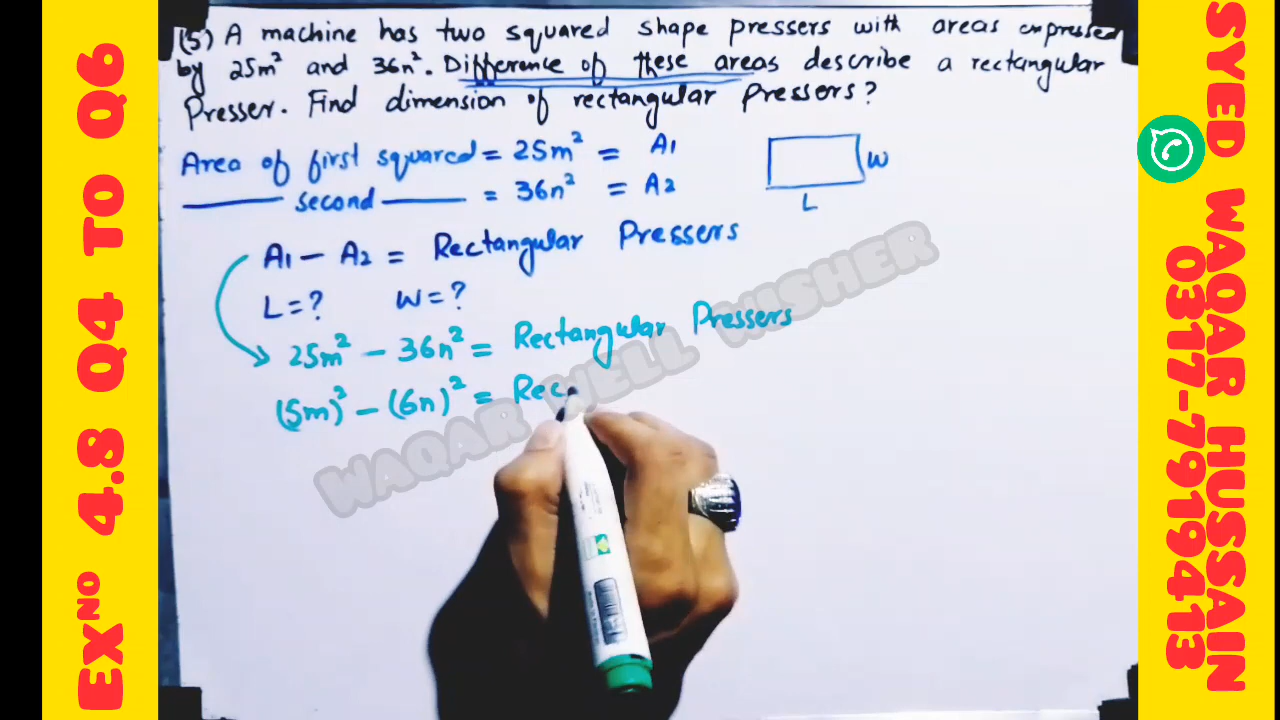 EXNO 4.8 Q4 TO Q6
(5) A machine has two squared shape pressers with areas expressed
by 25m² and 36n². Difference of these areas describe a rectangular
Presser. Find dimension of rectangular Pressers?
Area of first squared = 25m² = A1
second = 36n² = A2
W
L
A1 - A2 = Rectangular Pressers
L=? W=?
25m² - 36n² = Rectangular Pressers
(5m)² - (6n)² = Rec
WAQAR WELL WISHER
SYED WAQAR HUSSAIN
0317-7919413